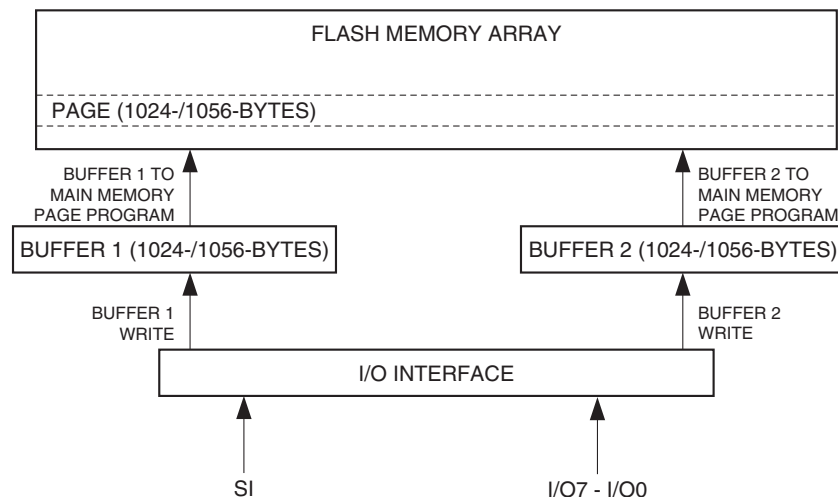 FLASH MEMORY ARRAY
PAGE (1024-/1056-BYTES)
BUFFER 1 TO
MAIN MEMORY
PAGE PROGRAM
BUFFER 2 TO
MAIN MEMORY
PAGE PROGRAM
BUFFER 1 (1024-/1056-BYTES)
BUFFER 2 (1024-/1056-BYTES)
BUFFER 1
WRITE
BUFFER 2
WRITE
I/O INTERFACE
SI
I/O7 - I/O0